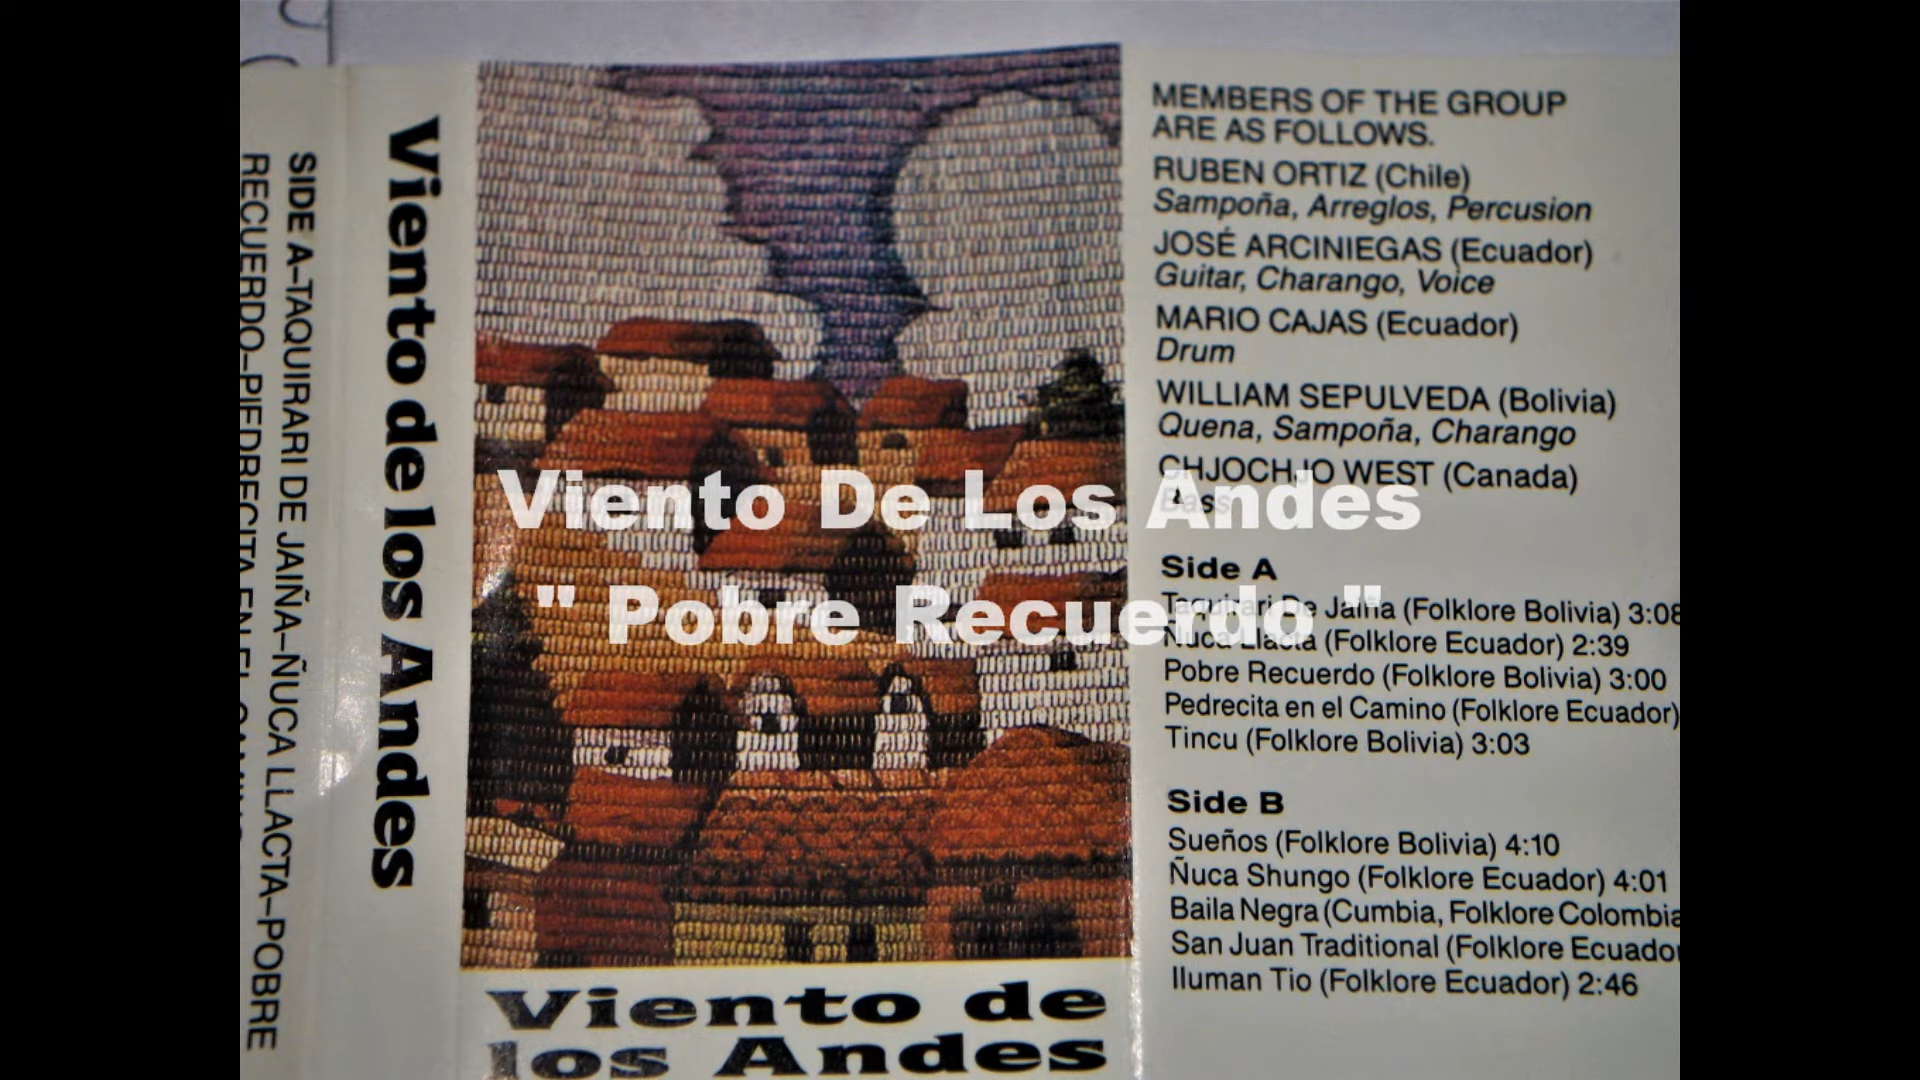 SIDE A–TAQUIRARI DE JAIÑA–ÑUCA LLACTA–POBRE
RECUERDO–PIEDRECITA EN EL
Viento de los Andes
Viento de
los Andes
MEMBERS OF THE GROUP
ARE AS FOLLOWS.
RUBEN ORTIZ (Chile)
Sampoña, Arreglos, Percusion
JOSÉ ARCINIEGAS (Ecuador)
Guitar, Charango, Voice
MARIO CAJAS (Ecuador)
Drum
WILLIAM SEPULVEDA (Bolivia)
Quena, Sampoña, Charango
CHJOCHJO WEST (Canada)
Bass
Side A
Taquirari De Jaiña (Folklore Bolivia) 3:08
Ñuca Llacta (Folklore Ecuador) 2:39
Pobre Recuerdo (Folklore Bolivia) 3:00
Pedrecita en el Camino (Folklore Ecuador)
Tincu (Folklore Bolivia) 3:03
Side B
Sueños (Folklore Bolivia) 4:10
Ñuca Shungo (Folklore Ecuador) 4:01
Baila Negra (Cumbia, Folklore Colombia
San Juan Traditional (Folklore Ecuador
Iluman Tio (Folklore Ecuador) 2:46
Viento De Los Andes
" Pobre Recuerdo "